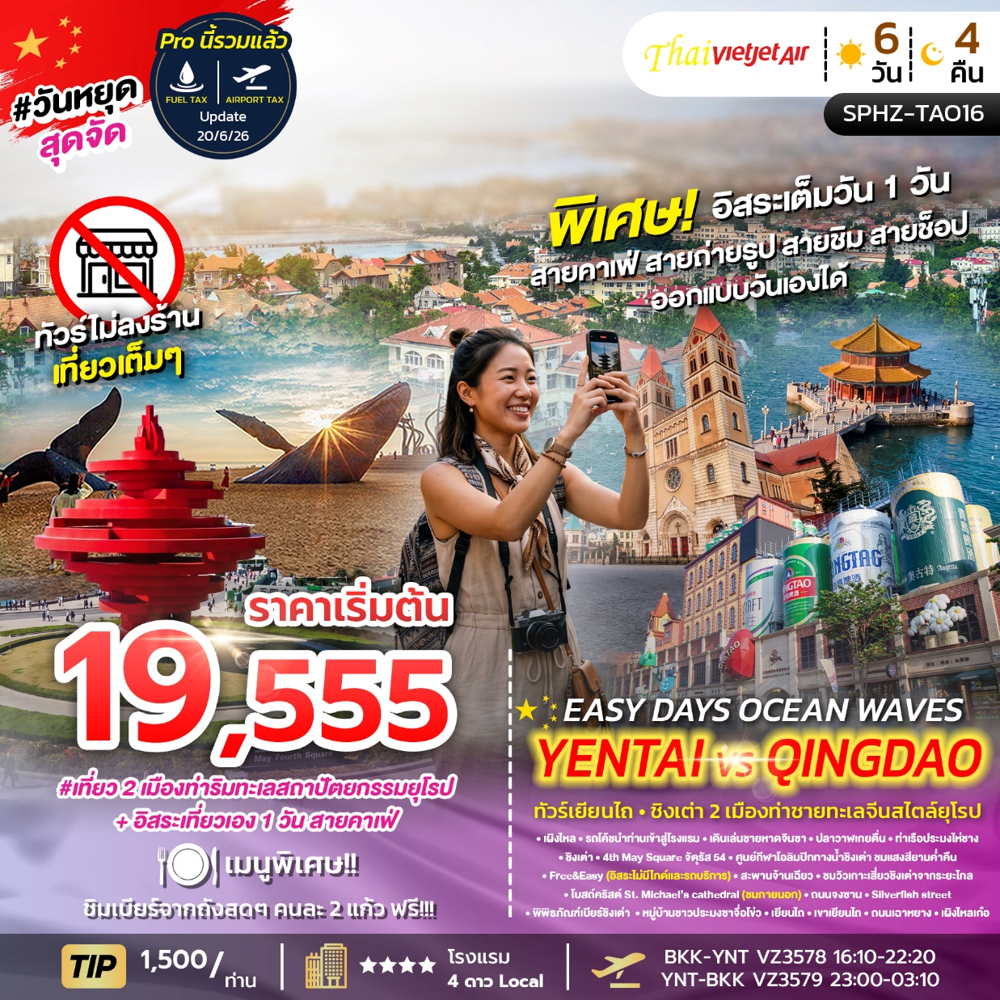 Pro นี้รวมแล้ว
FUEL TAX
AIRPORT TAX
Update
20/6/26
#วันหยุด
สุดจัด
Thai vietjet Air
6
วัน
4
คืน
SPHZ-TAO16
พิเศษ! อิสระเต็มวัน 1 วัน
สายคาเฟ่ สายถ่ายรูป สายชิม สายช็อป
ออกแบบวันเองได้
ทัวร์ไม่ลงร้าน
เที่ยวเต็มๆ
TSINGTAO
ราคาเริ่มต้น
19,555
May Fourth Square
#เที่ยว 2 เมืองท่าริมทะเลสถาปัตยกรรมยุโรป
+ อิสระเที่ยวเอง 1 วัน สายคาเฟ่
เมนูพิเศษ!!
ชิมเบียร์จากถังสดๆ คนละ 2 แก้ว ฟรี!!!
EASY DAYS OCEAN WAVES
YENTAI vs QINGDAO
ทัวร์เยียนไถ • ชิงเต่า 2 เมืองท่าชายทะเลจีนสไตล์ยุโรป
• เผิงไหล • รถโค้ชนำท่านเข้าสู่โรงแรม • เดินเล่นชายหาดจินซา • ปลาวาฬเกยตื้น • ท่าเรือประมงไห่ชาง
• ชิงเต่า • 4th May Square จัตุรัส 54 • ศูนย์กีฬาโอลิมปิกทางน้ำชิงเต่า ชมแสงสียามค่ำคืน
• Free&Easy (อิสระไม่มีไกด์และรถบริการ) • สะพานจ้านเฉียว • ชมวิวเกาะเสี่ยวชิงเต่าจากระยะไกล
• โบสถ์คริสต์ St. Michael's cathedral (ชมภายนอก) • ถนนจงซาน • Silverfish street
• พิพิธภัณฑ์เบียร์ชิงเต่า • หมู่บ้านชาวประมงซาจื่อโข่ว • เยียนไถ • เขาเยียนไถ • ถนนเฉาหยาง • เผิงไหลเก๋อ
TIP 1,500/ท่าน
โรงแรม
4 ดาว Local
BKK-YNT VZ3578 16:10-22:20
YNT-BKK VZ3579 23:00-03:10